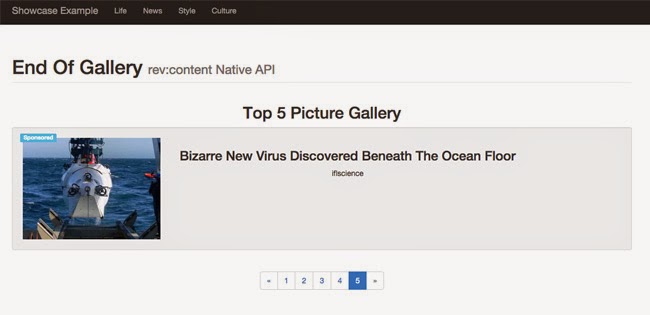 Showcase Example Life News Style Culture
End Of Gallery rev:content Native API
Top 5 Picture Gallery
Sponsored
Bizarre New Virus Discovered Beneath The Ocean Floor
iflscience
« 1 2 3 4 5 »